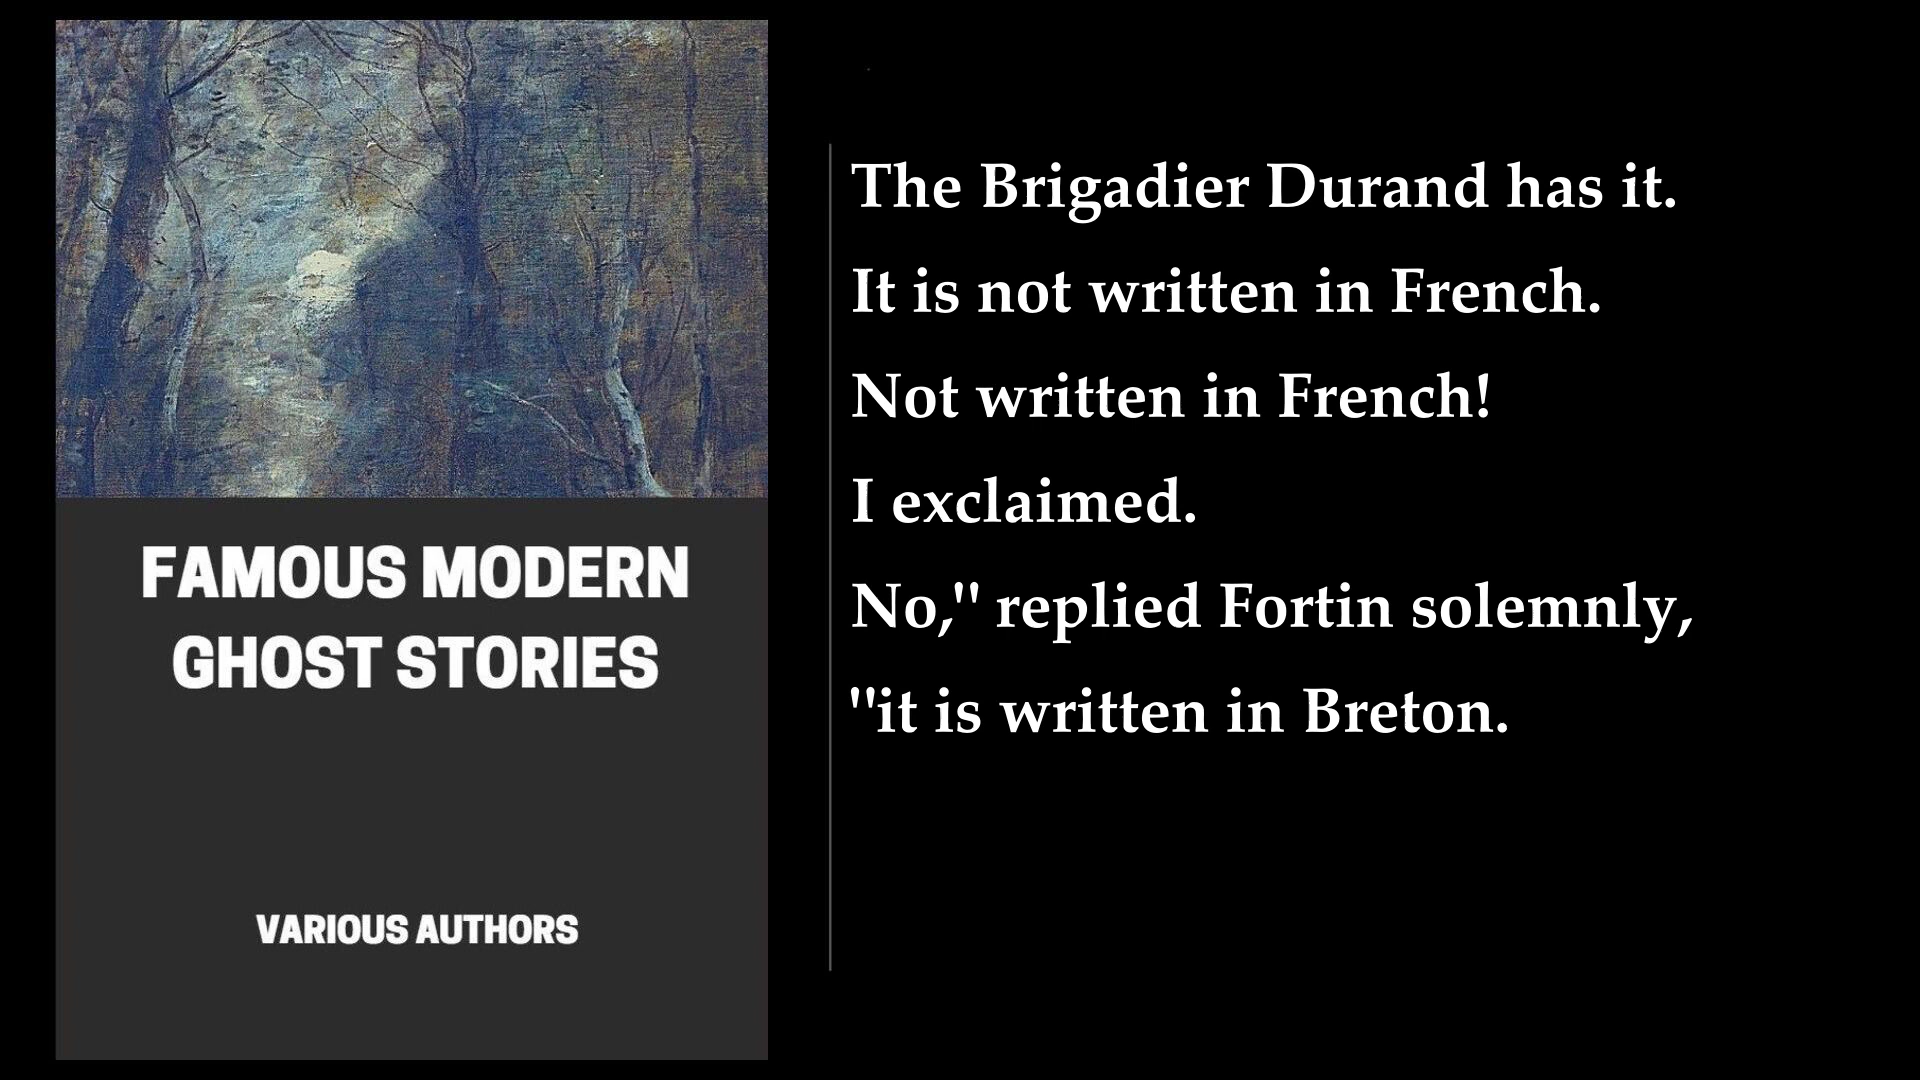 FAMOUS MODERN
GHOST STORIES
VARIOUS AUTHORS
The Brigadier Durand has it.
It is not written in French.
Not written in French!
I exclaimed.
No," replied Fortin solemnly,
"it is written in Breton.